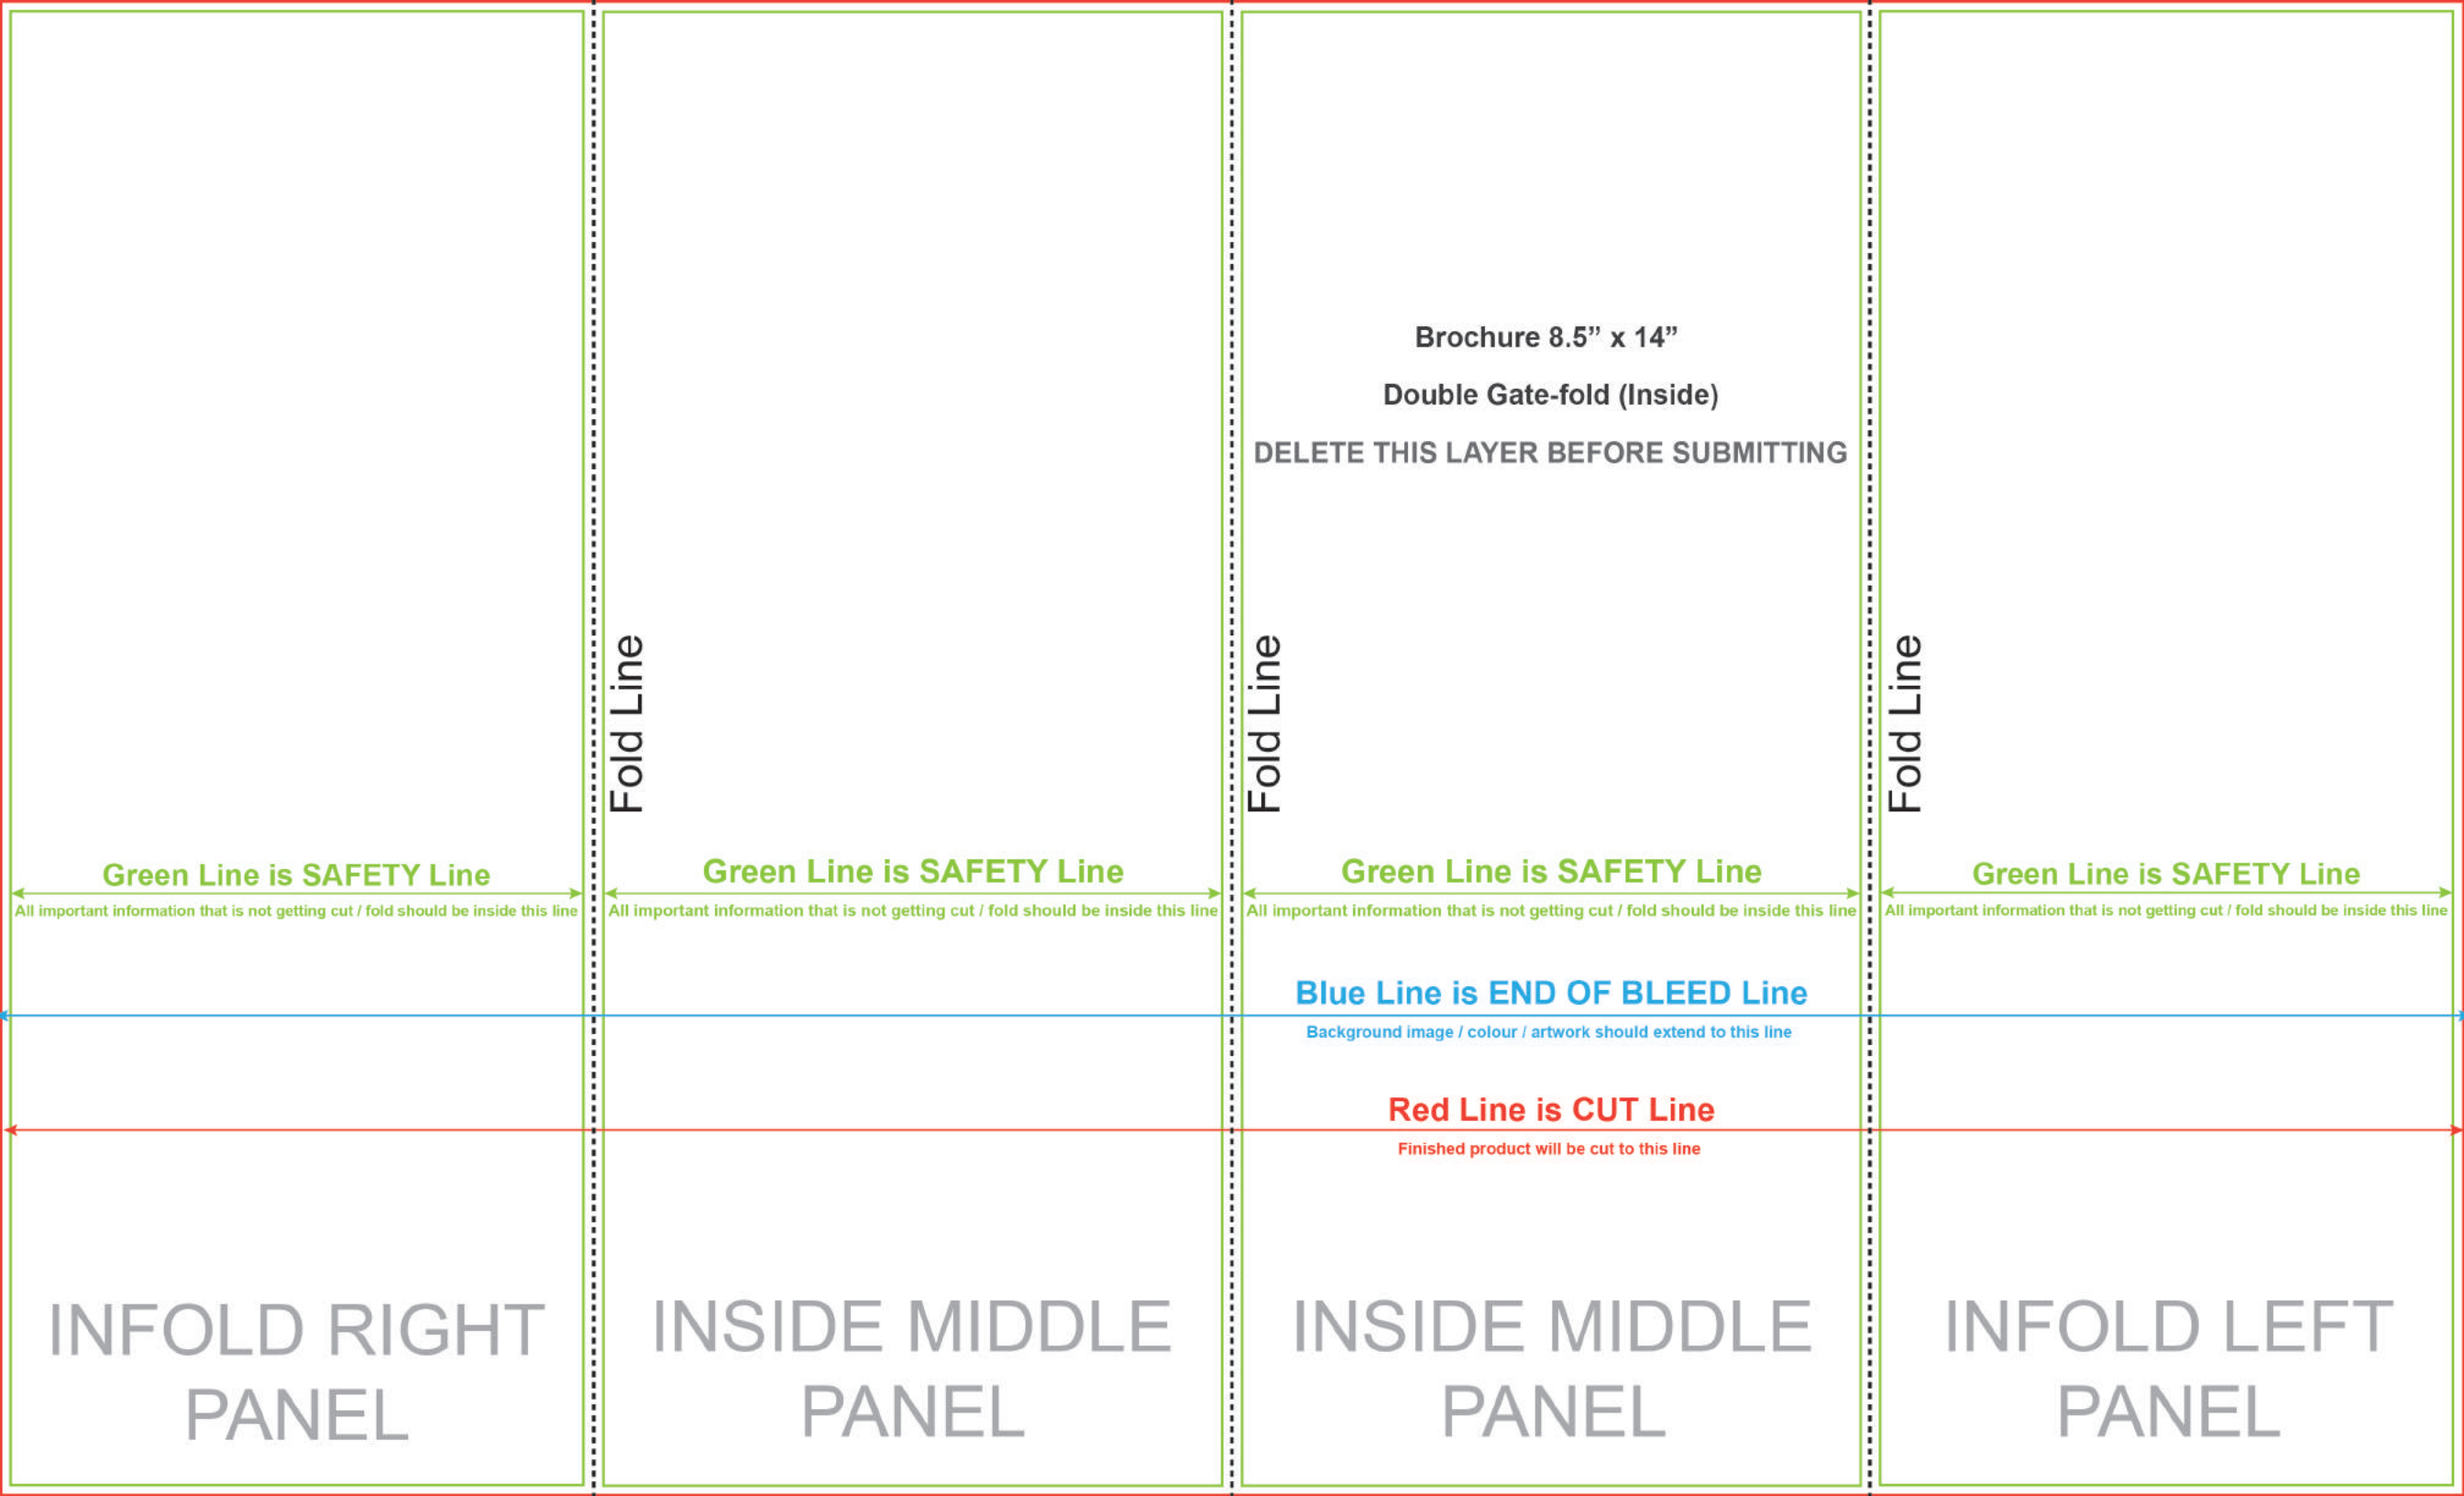 Brochure 8.5” x 14”
Double Gate-fold (Inside)
DELETE THIS LAYER BEFORE SUBMITTING
Fold Line
Fold Line
Fold Line
Green Line is SAFETY Line
All important information that is not getting cut / fold should be inside this line
Green Line is SAFETY Line
All important information that is not getting cut / fold should be inside this line
Green Line is SAFETY Line
All important information that is not getting cut / fold should be inside this line
Green Line is SAFETY Line
All important information that is not getting cut / fold should be inside this line
Blue Line is END OF BLEED Line
Background image / colour / artwork should extend to this line
Red Line is CUT Line
Finished product will be cut to this line
INFOLD RIGHT
PANEL
INSIDE MIDDLE
PANEL
INSIDE MIDDLE
PANEL
INFOLD LEFT
PANEL